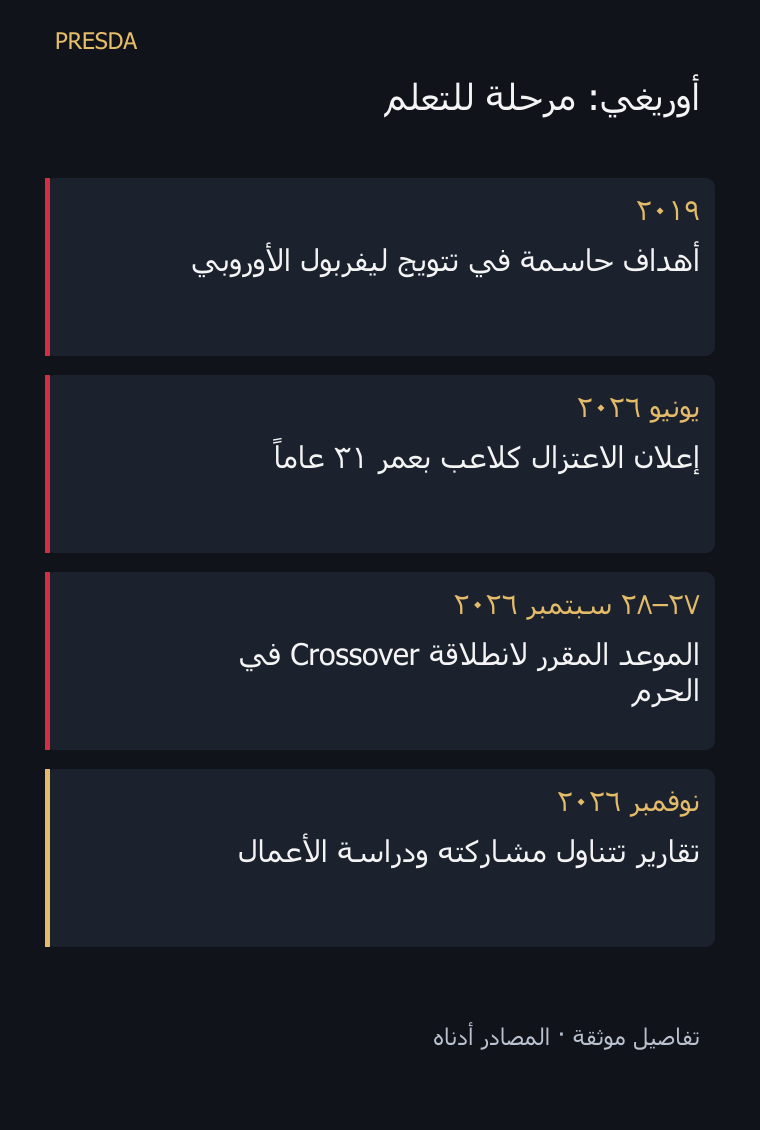 PRESDA
أوريغي: مرحلة للتعلم
٢٠١٩
أهداف حاسمة في تتويج ليفربول الأوروبي
يونيو ٢٠٢٦
إعلان الاعتزال كلاعب بعمر ٣١ عاماً
٢٧–٢٨ سبتمبر ٢٠٢٦
الموعد المقرر لانطلاقة Crossover في
الحرم
نوفمبر ٢٠٢٦
تقارير تتناول مشاركته ودراسة الأعمال
تفاصيل موثقة · المصادر أدناه